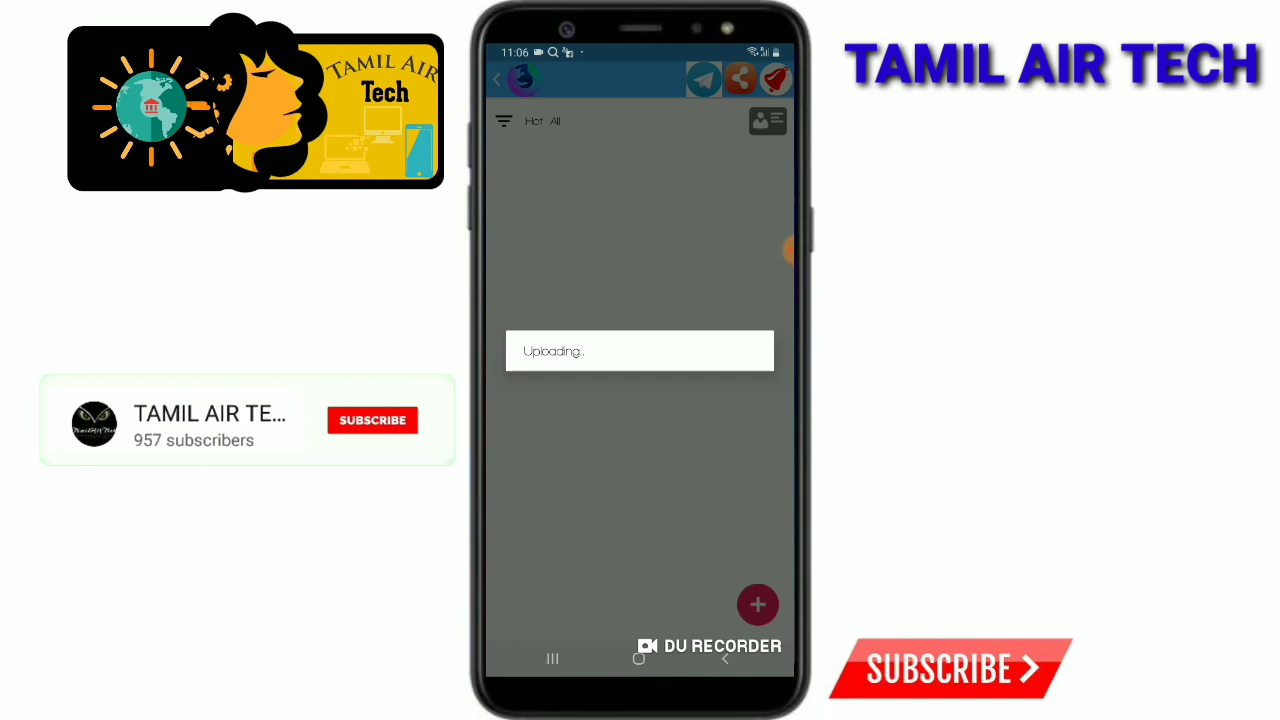 TAMIL AIR
Tech
TAMIL AIR TECH
11:06
Hot All
Uploading..
TAMIL AIR TE...
957 subscribers
SUBSCRIBE
DU RECORDER
SUBSCRIBE